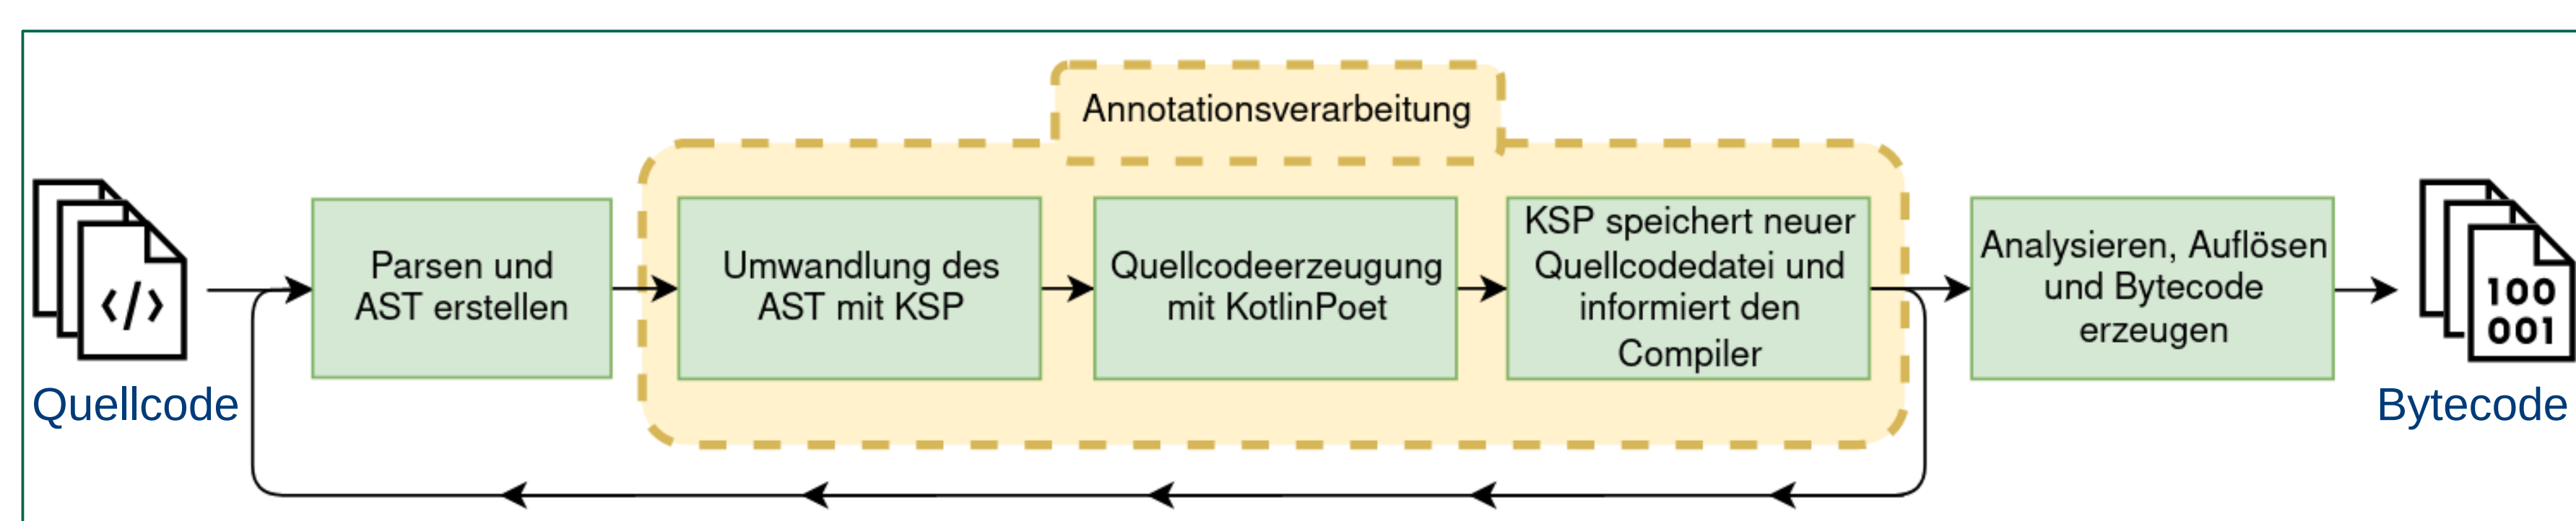 Annotationsverarbeitung
</>
Quellcode
Parsen und
AST erstellen
Umwandlung des
AST mit KSP
Quellcodeerzeugung
mit KotlinPoet
KSP speichert neuer
Quellcodedatei und
informiert den
Compiler
Analysieren, Auflösen
und Bytecode
erzeugen
100
001
Bytecode